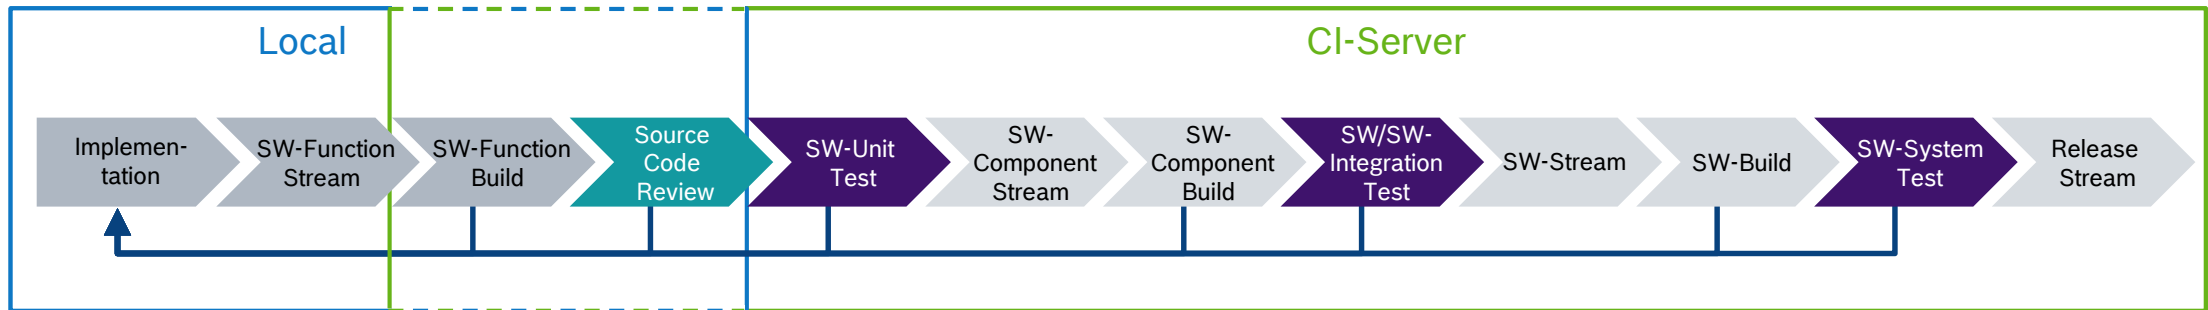 Local
CI-Server
Implemen-
tation
SW-Function
Stream
SW-Function
Build
Source
Code
Review
SW-Unit
Test
SW-
Component
Stream
SW-
Component
Build
SW/SW-
Integration
Test
SW-Stream
SW-Build
SW-System
Test
Release
Stream